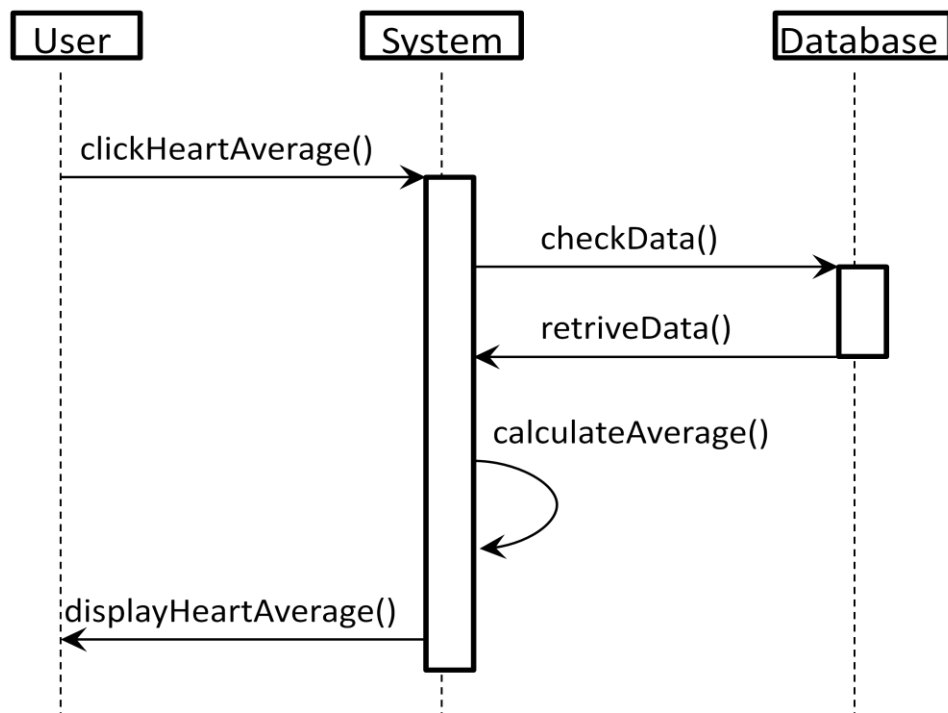 User
System
Database
clickHeartAverage()
checkData()
retriveData()
calculateAverage()
displayHeartAverage()